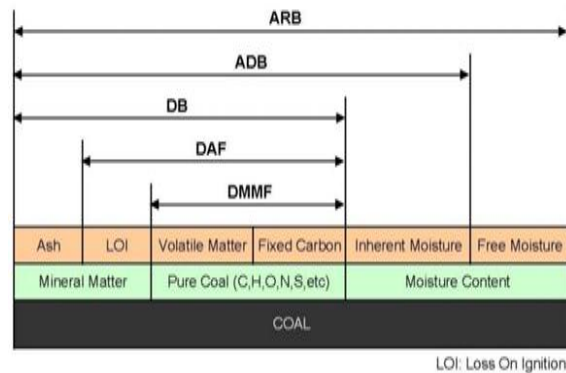 ARB
ADB
DB
DAF
DMMF
Ash LOI Volatile Matter Fixed Carbon Inherent Moisture Free Moisture
Mineral Matter Pure Coal (C,H,O,N,S,etc) Moisture Content
COAL
LOI: Loss On Ignition